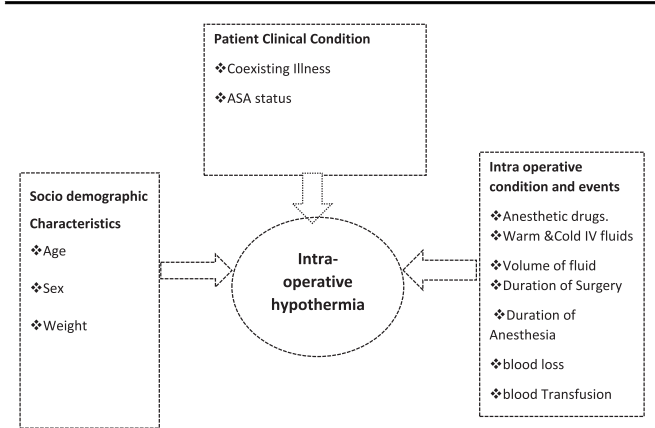 Patient Clinical Condition
❖Coexisting Illness
❖ASA status
Socio demographic
Characteristics
❖Age
❖Sex
❖Weight
Intra-
operative
hypothermia
Intra operative
condition and events
❖Anesthetic drugs.
❖Warm &Cold IV fluids
❖Volume of fluid
❖Duration of Surgery
❖Duration of
Anesthesia
❖blood loss
❖blood Transfusion